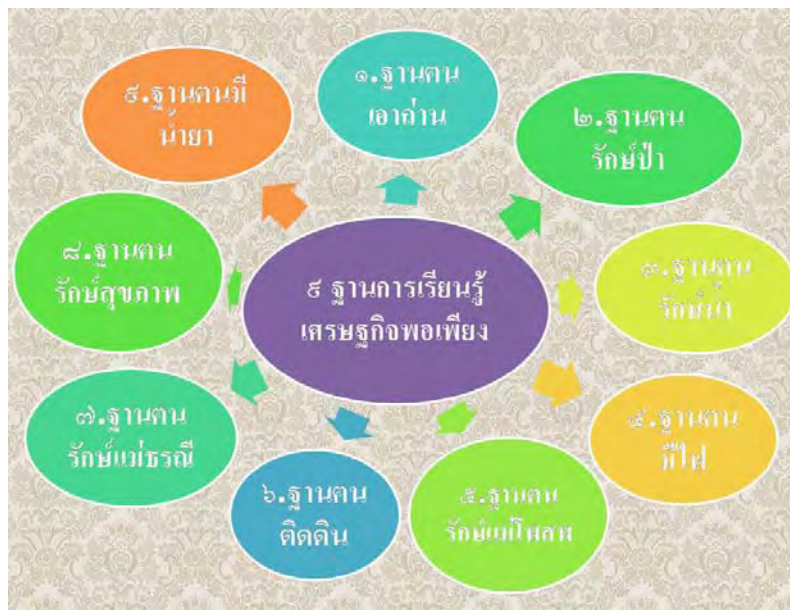 ๙ ฐานการเรียนรู้
เศรษฐกิจพอเพียง
๑.ฐานฅน
เอาถ่าน
๒.ฐานฅน
รักษ์ป่า
๓.ฐานฅน
รักษ์น้ำ
๔.ฐานฅน
มีไฟ
๕.ฐานฅน
รักษ์แม่โพสพ
๖.ฐานฅน
ติดดิน
๗.ฐานฅน
รักษ์แม่ธรณี
๘.ฐานฅน
รักษ์สุขภาพ
๙.ฐานฅนมี
น้ำยา